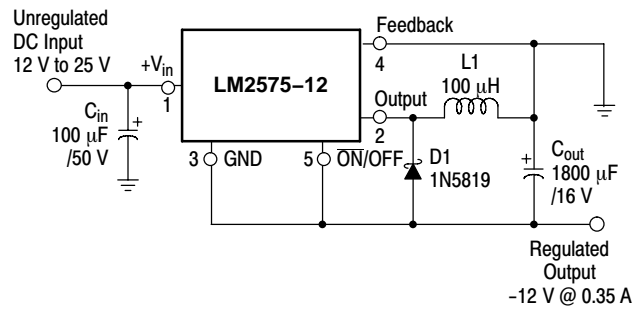 Unregulated
DC Input
12 V to 25 V
+Vin
1
Cin
100 μF
/50 V
LM2575–12
Feedback
4
Output
2
L1
100 μH
3 GND
5 O̅N̅/OFF
D1
1N5819
Cout
1800 μF
/16 V
Regulated
Output
–12 V @ 0.35 A